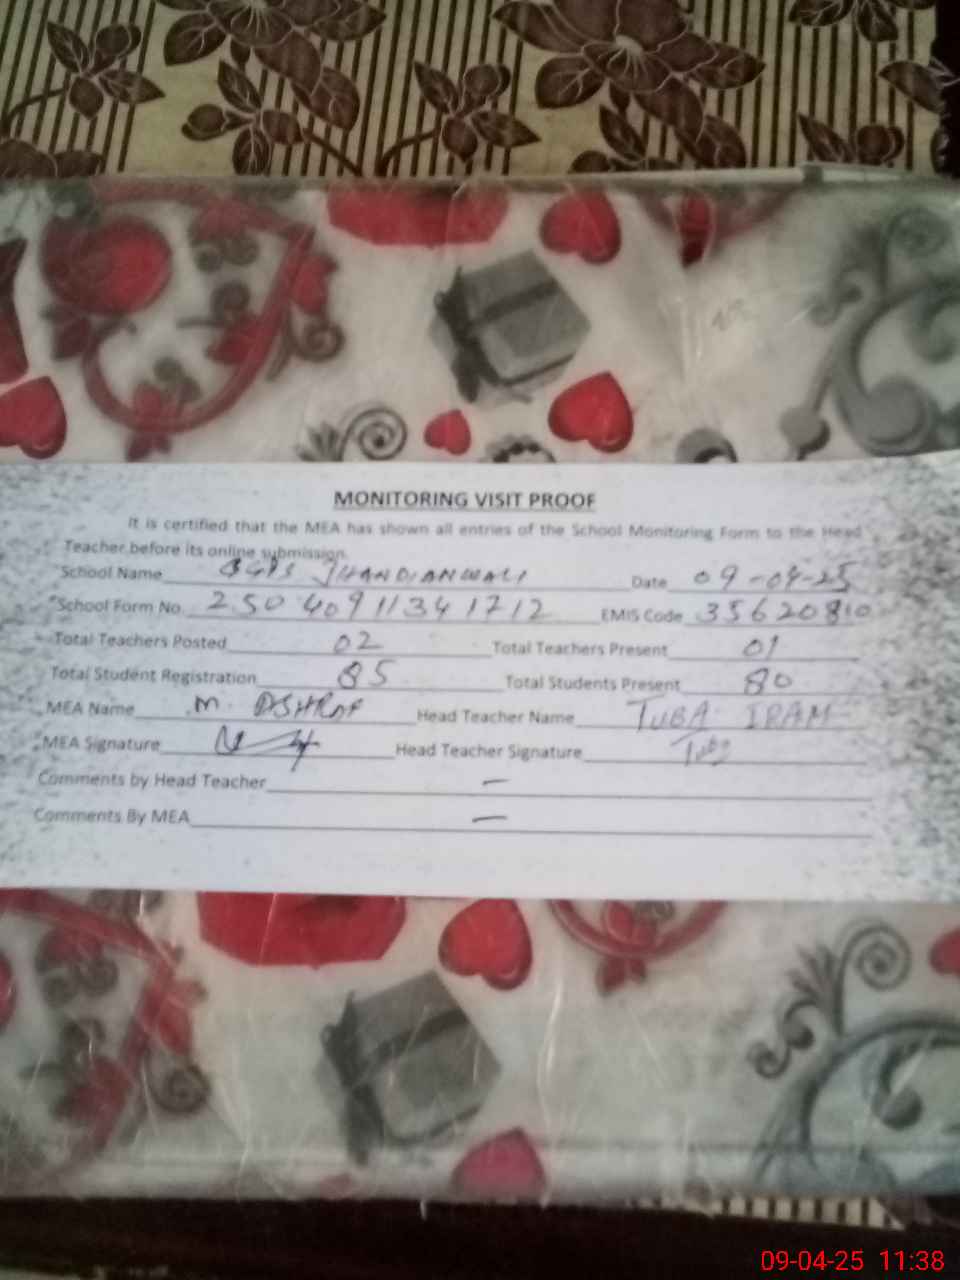 MONITORING VISIT PROOF
It is certified that the MEA has shown all entries of the School Monitoring Form to the Head
Teacher before its online submission.
School Name JHANDIANWALI Date 09-04-25
School Form No. 25040911341712 EMIS Code 35620810
Total Teachers Posted 02 Total Teachers Present 01
Total Student Registration 85 Total Students Present 80
MEA Name M. ASHRAF Head Teacher Name TUBA IRAM
MEA Signature Head Teacher Signature Tuba
Comments by Head Teacher —
Comments By MEA —
09-04-25 11:38